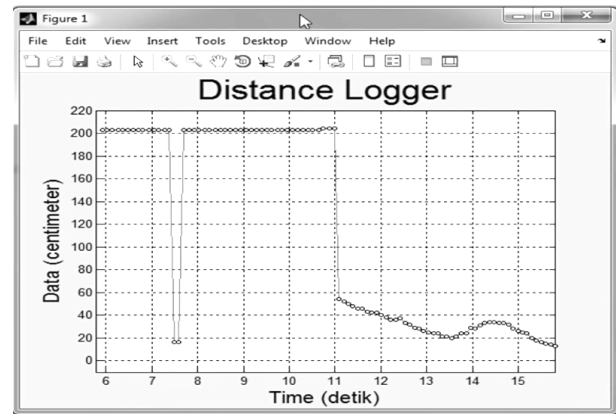 Figure 1
File Edit View Insert Tools Desktop Window Help
Distance Logger
220
200
180
160
140
120
100
80
60
40
20
0
Data (centimeter)
6 7 8 9 10 11 12 13 14 15
Time (detik)